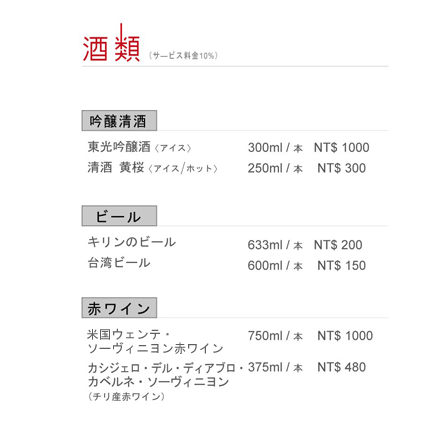 酒類 (サービス料金10%)
吟醸清酒
東光吟醸酒〈アイス〉 300ml / 本 NT$ 1000
清酒 黄桜〈アイス/ホット〉 250ml / 本 NT$ 300
ビール
キリンのビール 633ml / 本 NT$ 200
台湾ビール 600ml / 本 NT$ 150
赤ワイン
米国ウェンテ・ 750ml / 本 NT$ 1000
ソーヴィニヨン赤ワイン
カシジェロ・デル・ディアブロ・ 375ml / 本 NT$ 480
カベルネ・ソーヴィニヨン
(チリ産赤ワイン)